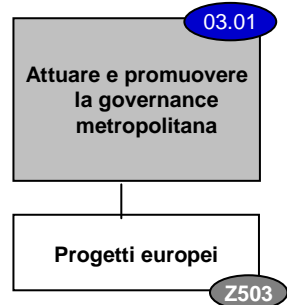 03.01
Attuare e promuovere
la governance
metropolitana
Progetti europei
Z503